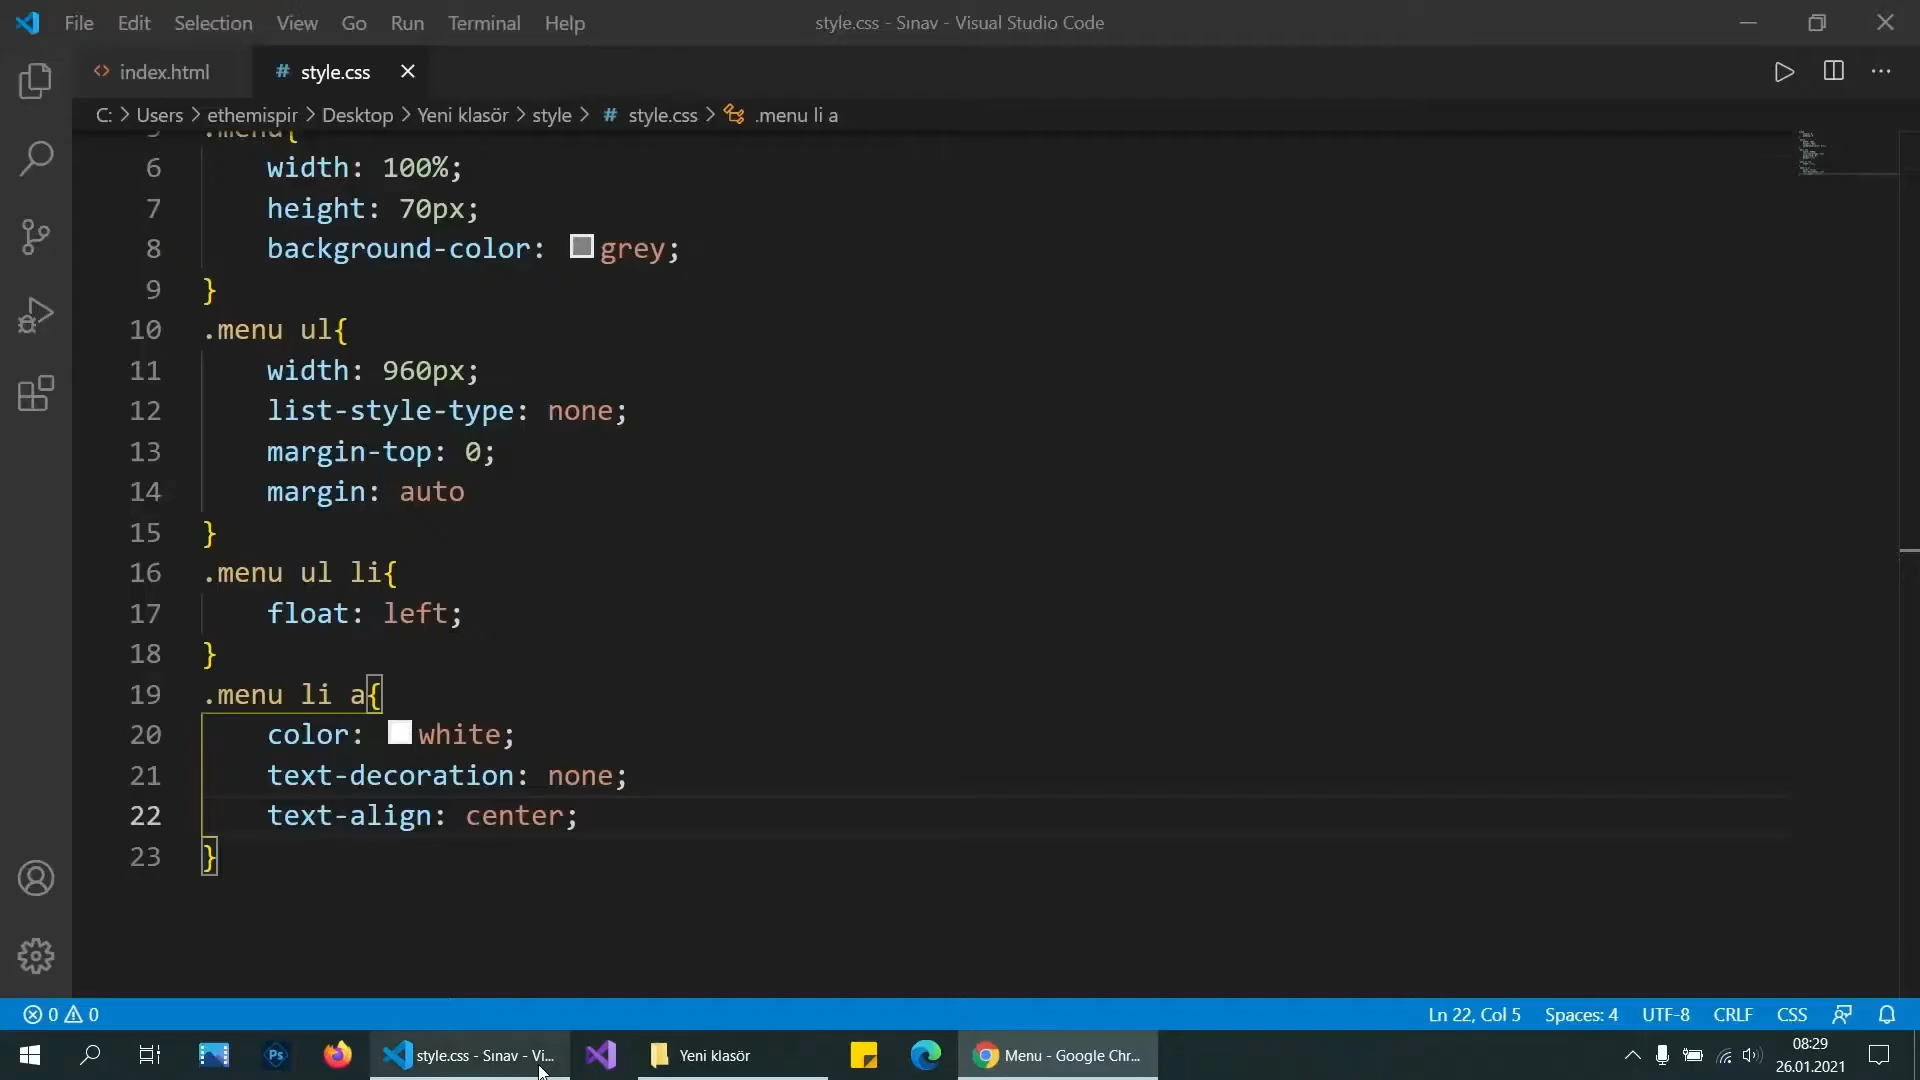 File Edit Selection View Go Run Terminal Help
style.css - Sınav - Visual Studio Code
index.html
# style.css
C: > Users > ethemispir > Desktop > Yeni klasör > style > # style.css > .menu li a
5 .menu{
6 width: 100%;
7 height: 70px;
8 background-color: grey;
9 }
10 .menu ul{
11 width: 960px;
12 list-style-type: none;
13 margin-top: 0;
14 margin: auto
15 }
16 .menu ul li{
17 float: left;
18 }
19 .menu li a{
20 color: white;
21 text-decoration: none;
22 text-align: center;
23 }
0 0
Ln 22, Col 5 Spaces: 4 UTF-8 CRLF CSS
Ps
style.css - Sınav - Vi...
Yeni klasör
Menu - Google Chr...
08:29
26.01.2021